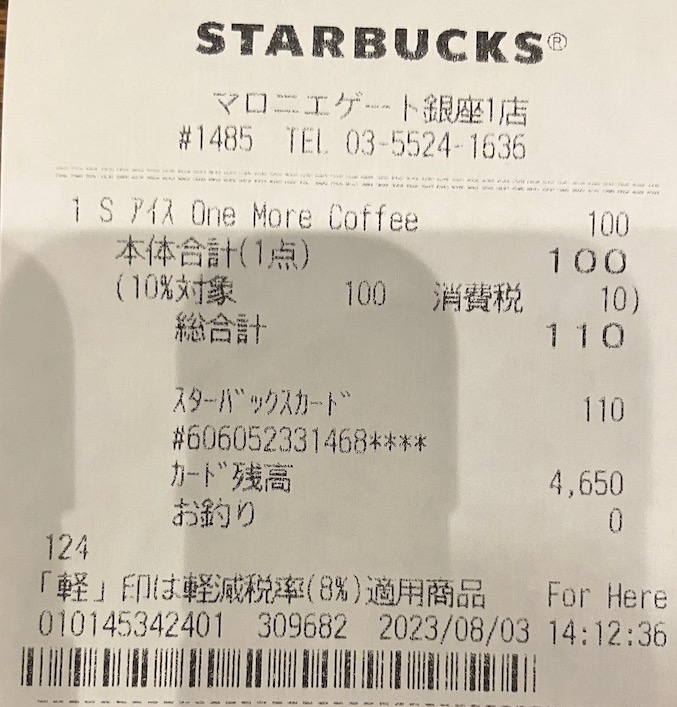 STARBUCKS®
マロニエゲート銀座1店
#1485 TEL 03-5524-1636
1 S アイス One More Coffee 100
本体合計(1点) 100
(10%対象 100 消費税 10)
総合計 110
スターバックスカード 110
#606052331468****
カード残高 4,650
お釣り 0
124
「軽」印は軽減税率(8%)適用商品 For Here
010145342401 309682 2023/08/03 14:12:36